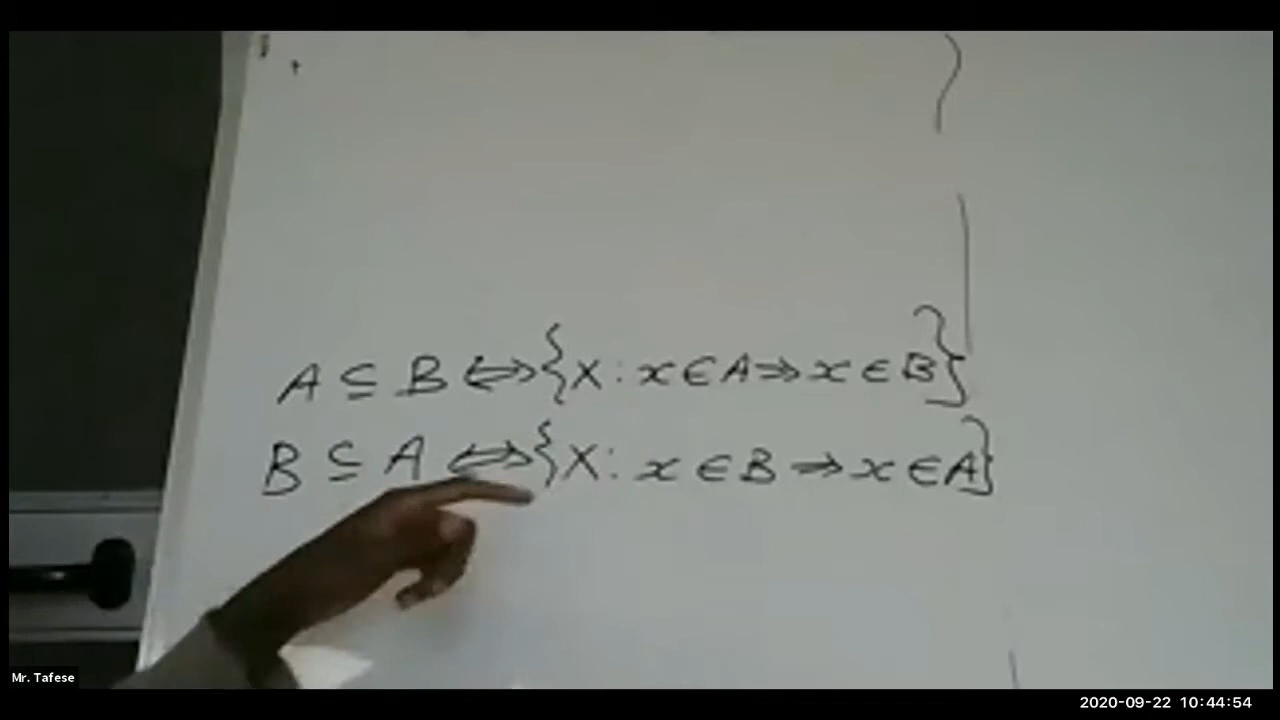 A ⊆ B ⟺ {X : x ∈ A ⟹ x ∈ B}
B ⊆ A ⟺ {X : x ∈ B ⟹ x ∈ A}
Mr. Tafese
2020-09-22 10:44:54